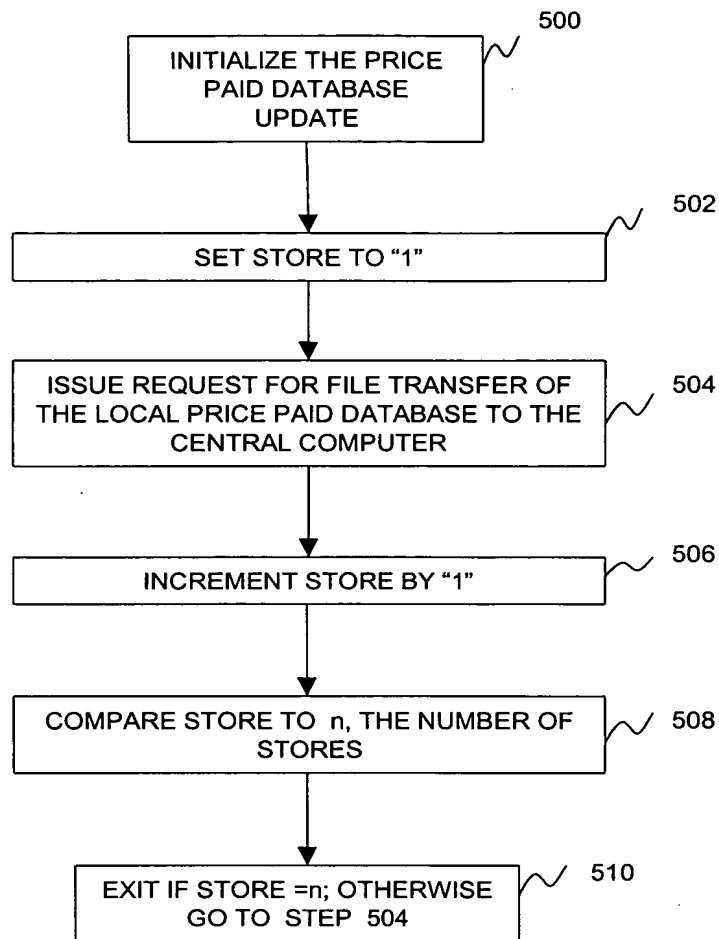 500
INITIALIZE THE PRICE
PAID DATABASE
UPDATE
502
SET STORE TO “1”
504
ISSUE REQUEST FOR FILE TRANSFER OF
THE LOCAL PRICE PAID DATABASE TO THE
CENTRAL COMPUTER
506
INCREMENT STORE BY “1”
508
COMPARE STORE TO n, THE NUMBER OF
STORES
510
EXIT IF STORE =n; OTHERWISE
GO TO STEP 504